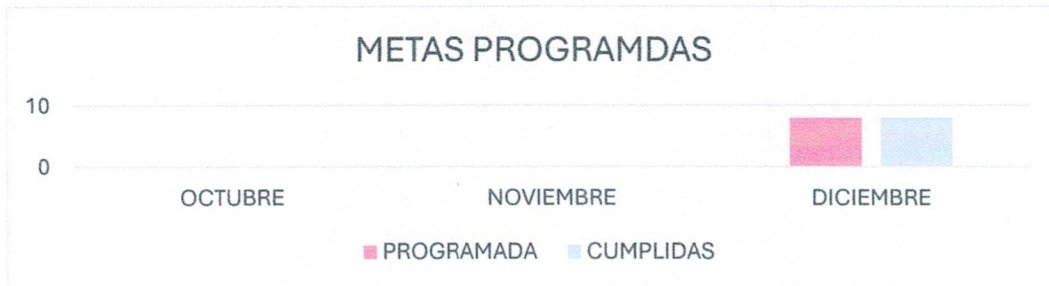 METAS PROGRAMDAS
10
0
OCTUBRE NOVIEMBRE DICIEMBRE
PROGRAMADA CUMPLIDAS